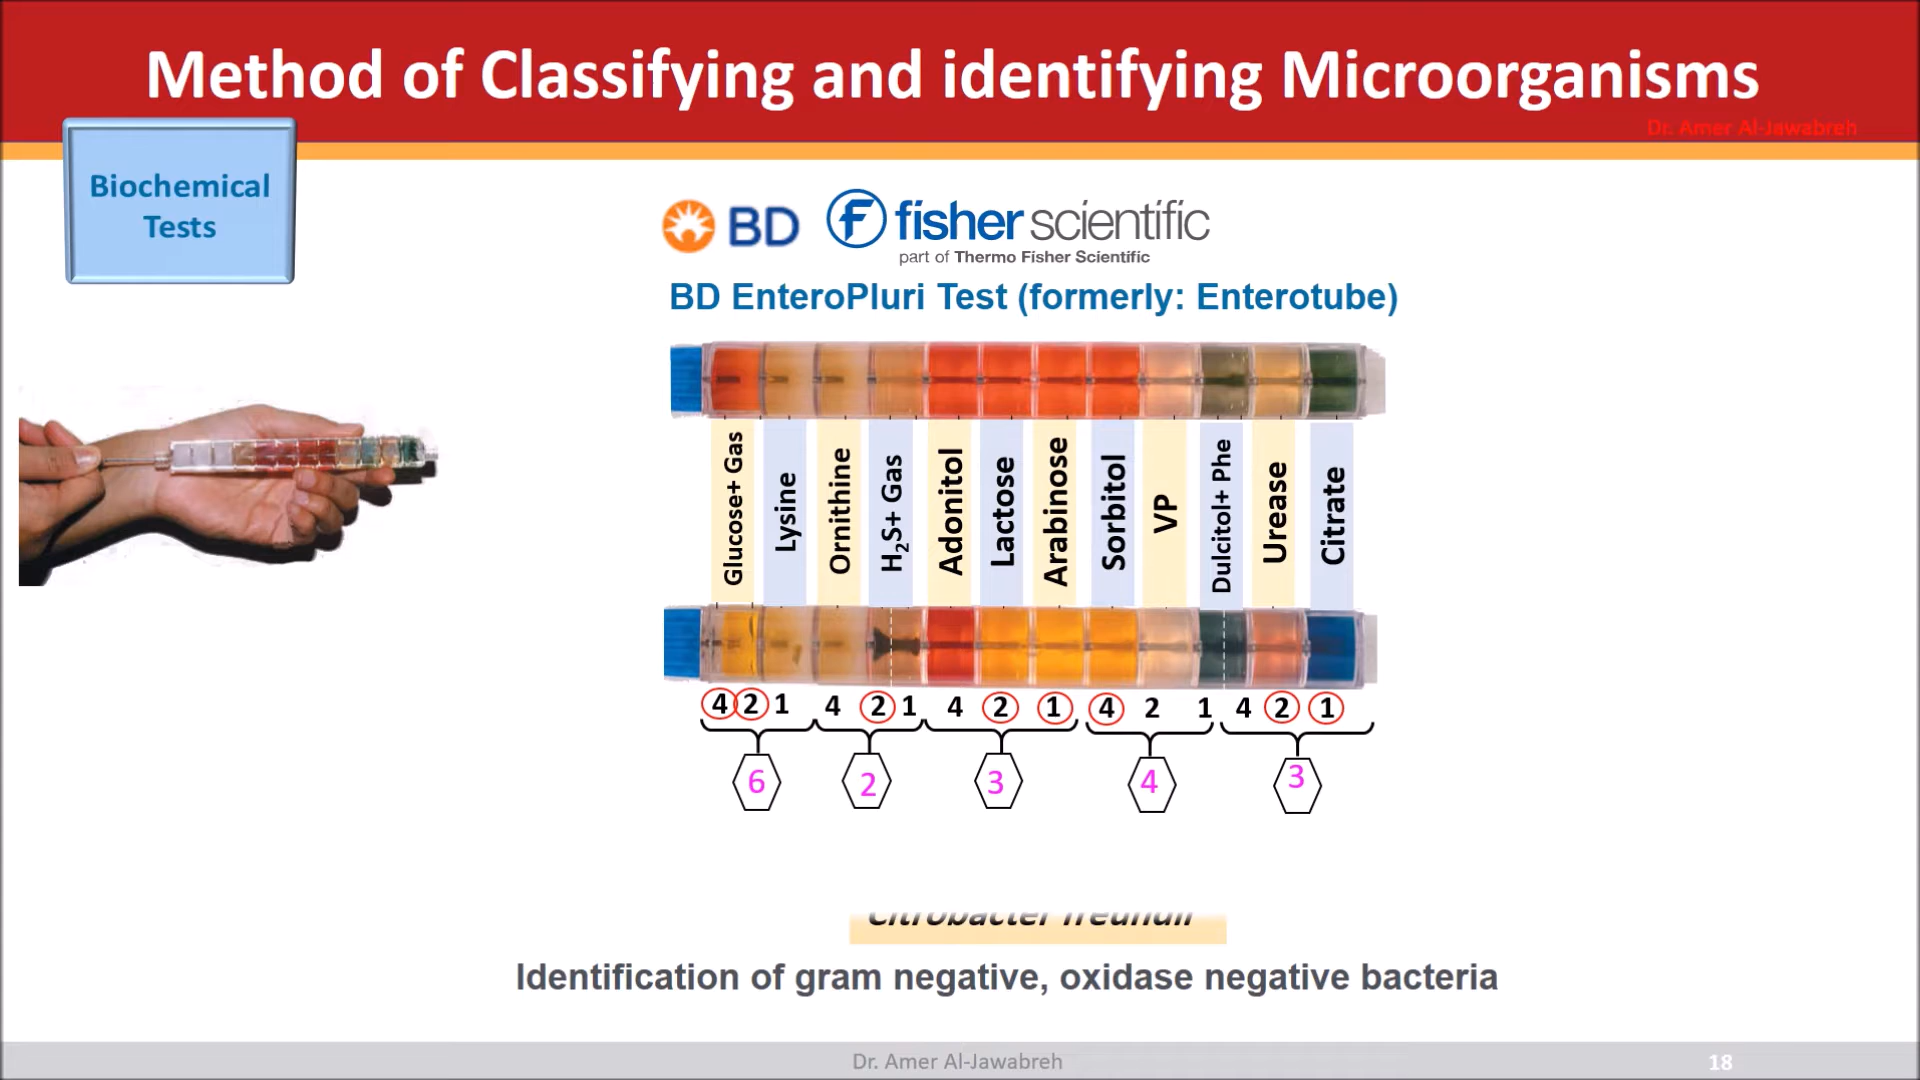 Method of Classifying and identifying Microorganisms
Dr. Amer Al-Jawabreh
Biochemical
Tests
BD fisher scientific
part of Thermo Fisher Scientific
BD EnteroPluri Test (formerly: Enterotube)
Glucose+ Gas
Lysine
Ornithine
H₂S+ Gas
Adonitol
Lactose
Arabinose
Sorbitol
VP
Dulcitol+ Phe
Urease
Citrate
4 2 1 4 2 1 4 2 1 4 2 1 4 2 1
6 2 3 4 3
Citrobacter freundii
Identification of gram negative, oxidase negative bacteria
Dr. Amer Al-Jawabreh
18